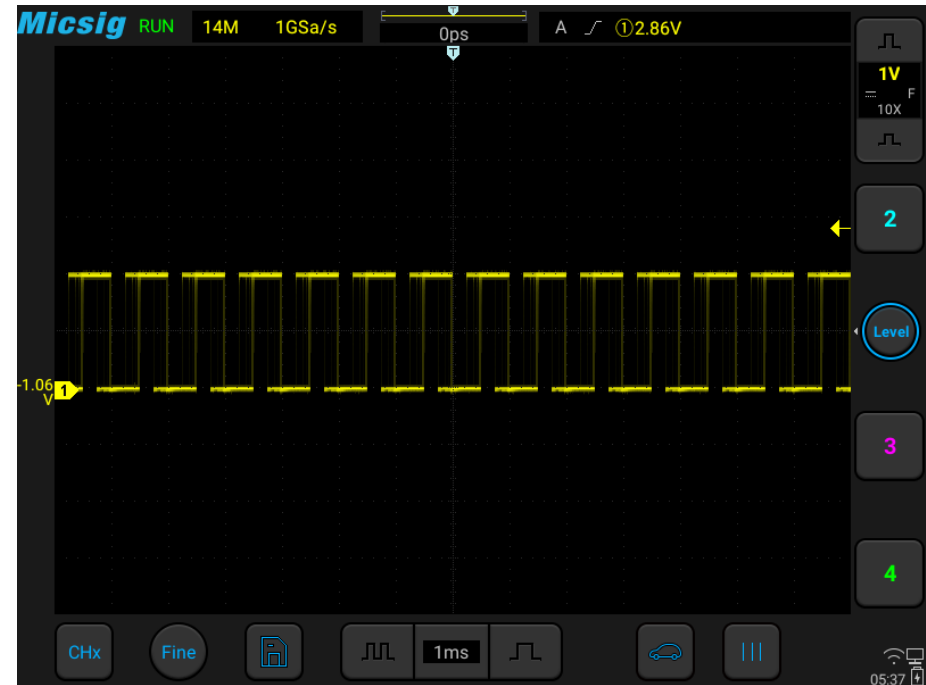 Micsig RUN 14M 1GSa/s 0ps A ①2.86V
T
T
1V
F
10X
2
Level
-1.06
V
1
3
4
CHx Fine 1ms
05:37